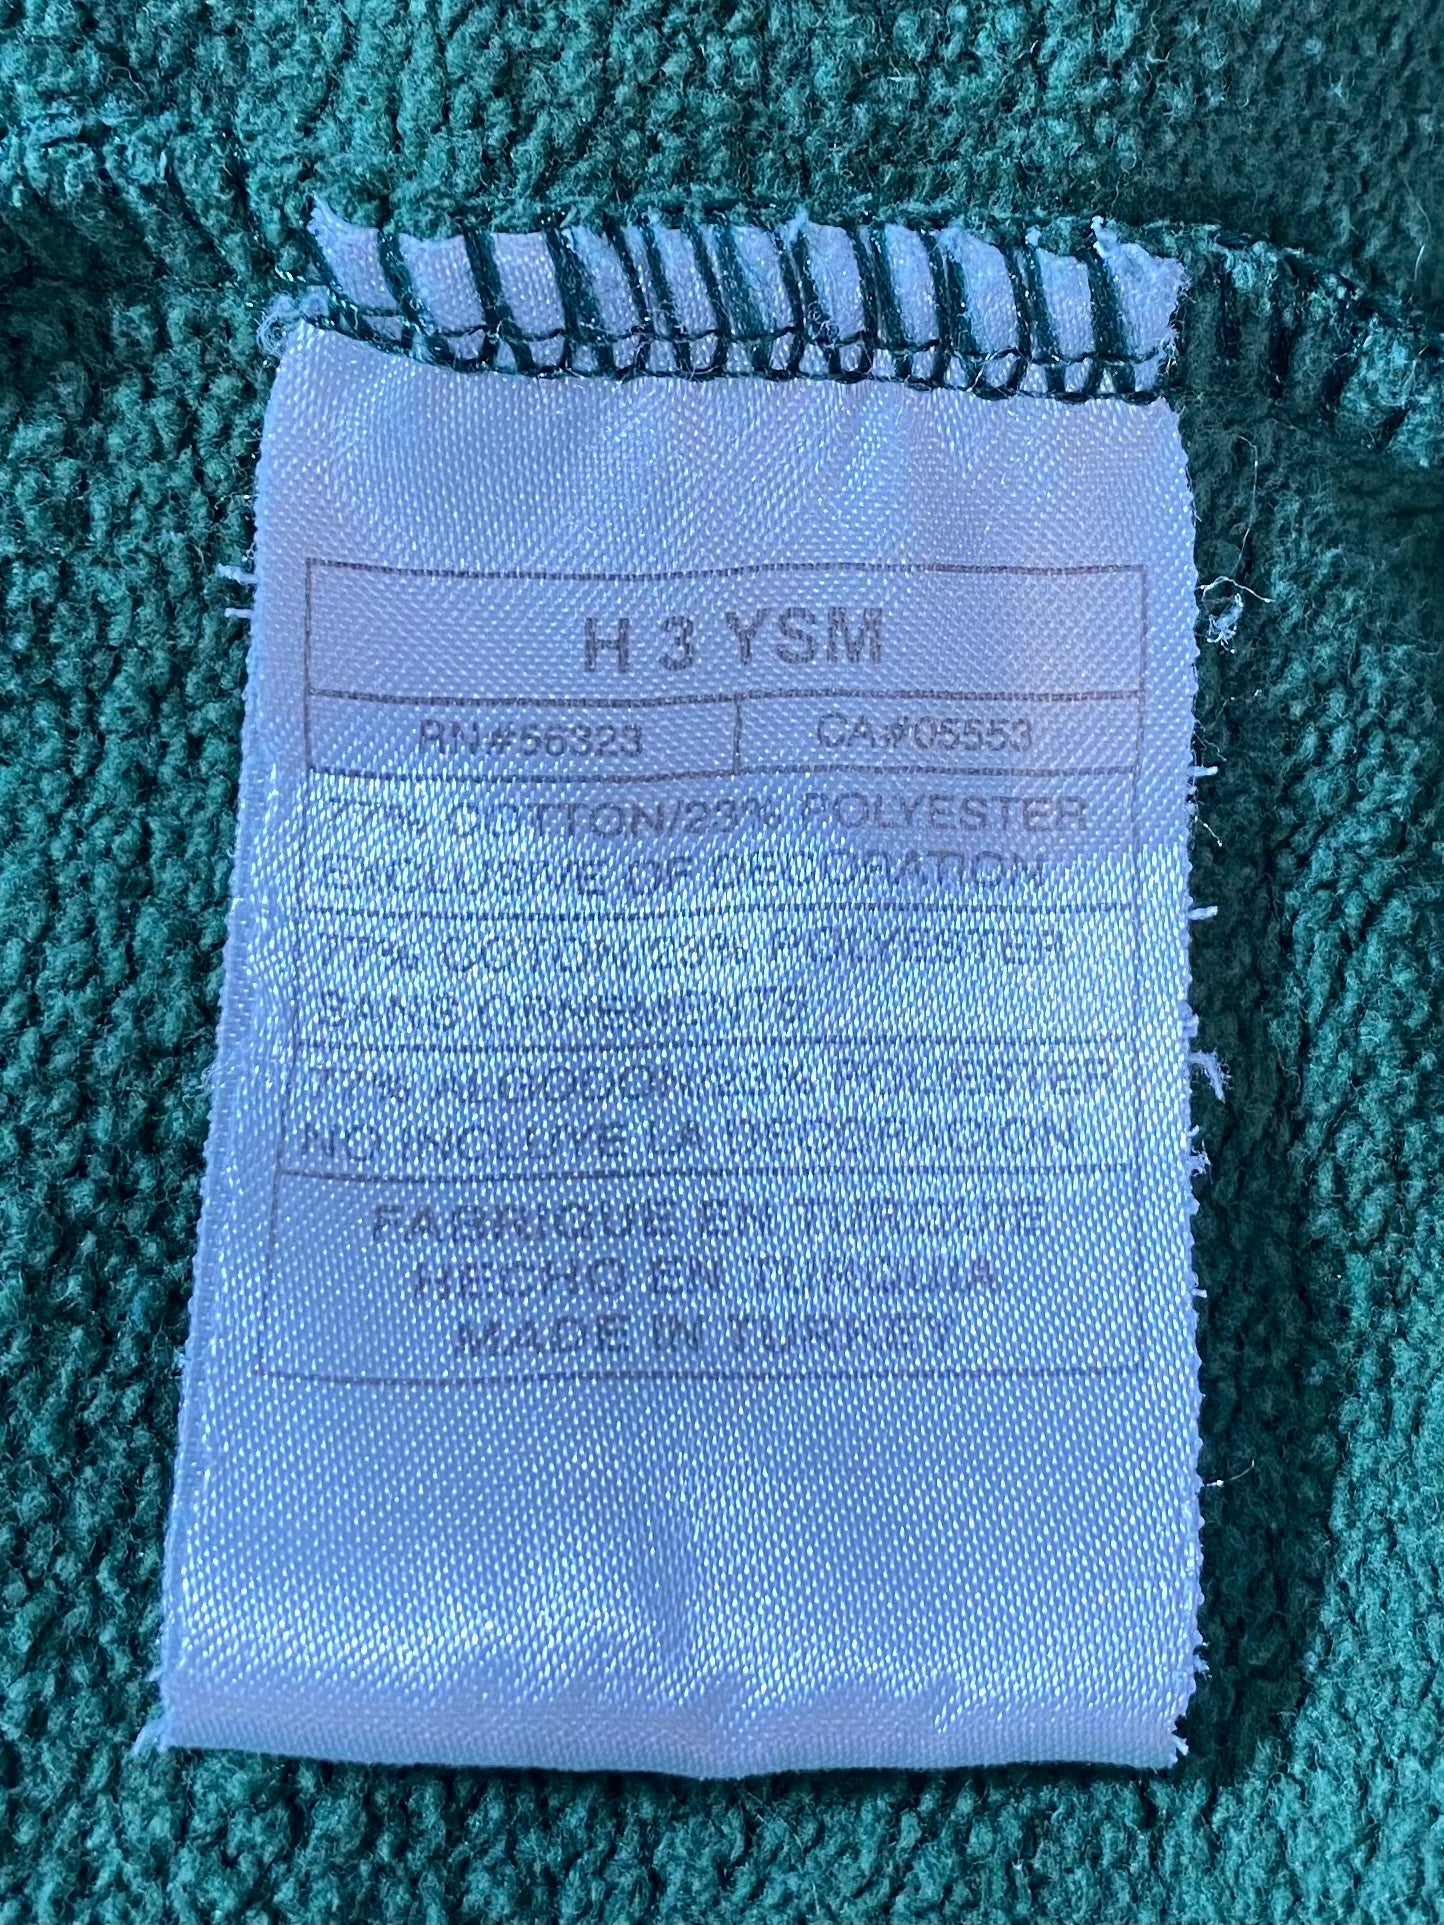 H 3 YSM
RN#56323 CA#05553
77% COTTON/23% POLYESTER
EXCLUSIVE OF DECORATION
77% COTON 23% POLYESTER
SANS ORNEMENTS
77% ALGODON 23% POLIESTER
NO INCLUYE LA DECORACION
FABRIQUE EN TURQUIE
HECHO EN TURQUIA
MADE IN TURKEY